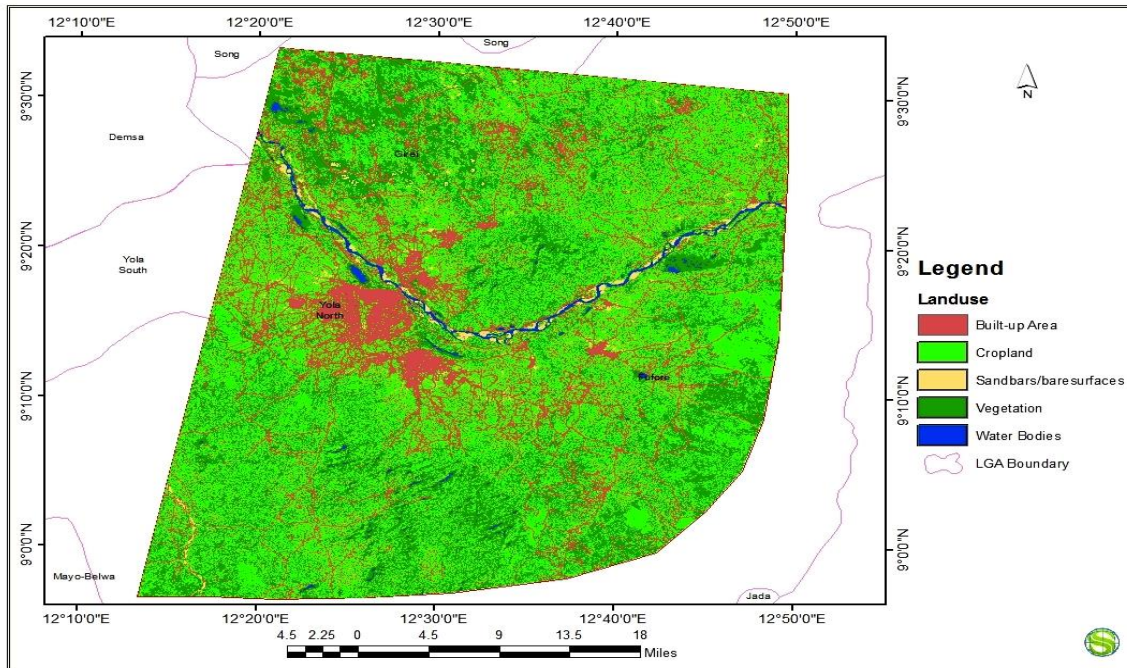 12°10'0"E 12°20'0"E 12°30'0"E 12°40'0"E 12°50'0"E
Song
Song
N
9°30'0"N
9°30'0"N
Demsa
Girei
9°20'0"N
9°20'0"N
Yola
South
Legend
Landuse
Yola
North
Built-up Area
Cropland
Sandbars/baresurfaces
Fufore
9°10'0"N
9°10'0"N
Vegetation
Water Bodies
LGA Boundary
9°0'0"N
9°0'0"N
Mayo-Belwa
Jada
12°10'0"E 12°20'0"E 12°30'0"E 12°40'0"E 12°50'0"E
4.5 2.25 0 4.5 9 13.5 18
Miles